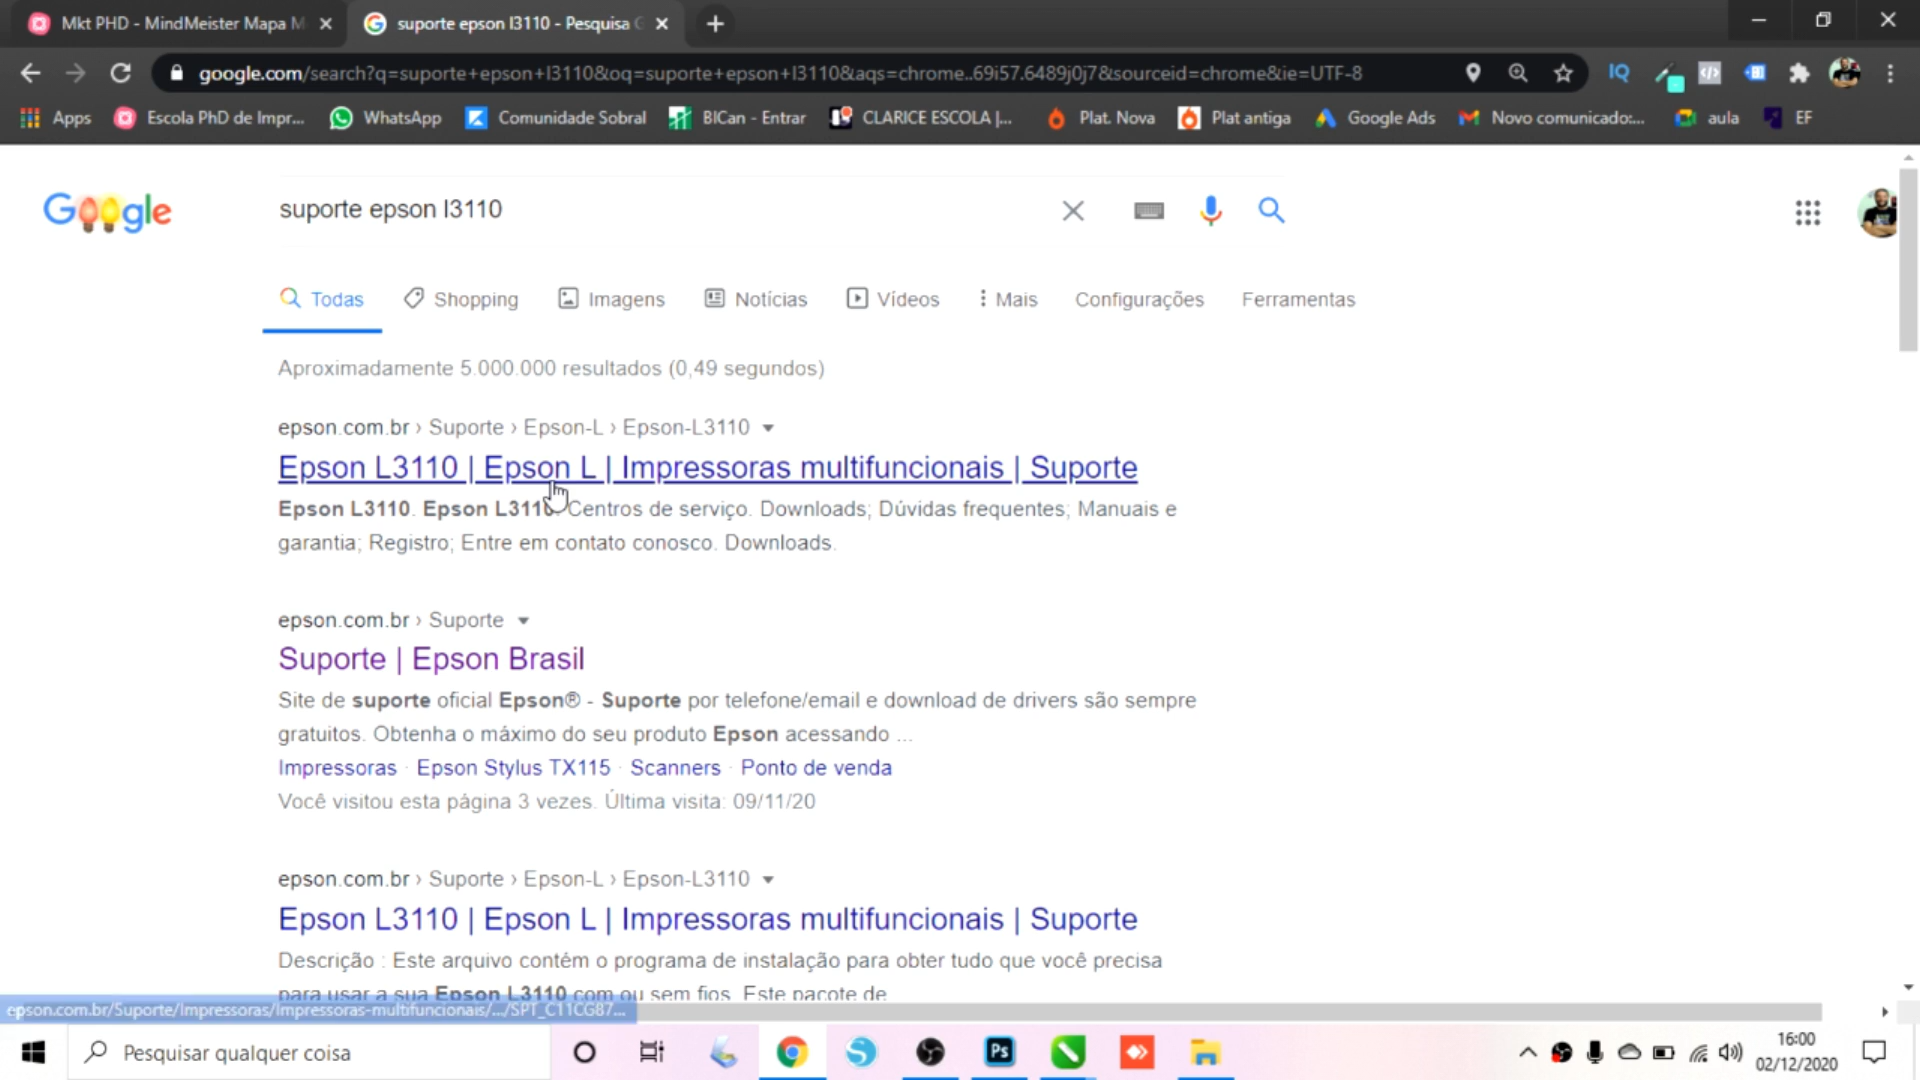 Mkt PHD - MindMeister Mapa M
suporte epson l3110 - Pesquisa G
google.com/search?q=suporte+epson+l3110&oq=suporte+epson+l3110&aqs=chrome..69i57.6489j0j7&sourceid=chrome&ie=UTF-8
IQ
Apps
Escola PhD de Impr...
WhatsApp
Comunidade Sobral
BICan - Entrar
CLARICE ESCOLA |...
Plat. Nova
Plat antiga
Google Ads
Novo comunicado:...
aula
EF
Google
suporte epson l3110
Todas
Shopping
Imagens
Notícias
Vídeos
Mais
Configurações
Ferramentas
Aproximadamente 5.000.000 resultados (0,49 segundos)
epson.com.br › Suporte › Epson-L › Epson-L3110
Epson L3110 | Epson L | Impressoras multifuncionais | Suporte
Epson L3110. Epson L3110. Centros de serviço. Downloads; Dúvidas frequentes; Manuais e
garantia; Registro; Entre em contato conosco. Downloads.
epson.com.br › Suporte
Suporte | Epson Brasil
Site de suporte oficial Epson® - Suporte por telefone/email e download de drivers são sempre
gratuitos. Obtenha o máximo do seu produto Epson acessando ...
Impressoras · Epson Stylus TX115 · Scanners · Ponto de venda
Você visitou esta página 3 vezes. Última visita: 09/11/20
epson.com.br › Suporte › Epson-L › Epson-L3110
Epson L3110 | Epson L | Impressoras multifuncionais | Suporte
Descrição : Este arquivo contém o programa de instalação para obter tudo que você precisa
para usar a sua Epson L3110 com ou sem fios. Este pacote de
epson.com.br/Suporte/Impressoras/Impressoras-multifuncionais/.../SPT_C11CG87...
Pesquisar qualquer coisa
Ps
16:00
02/12/2020